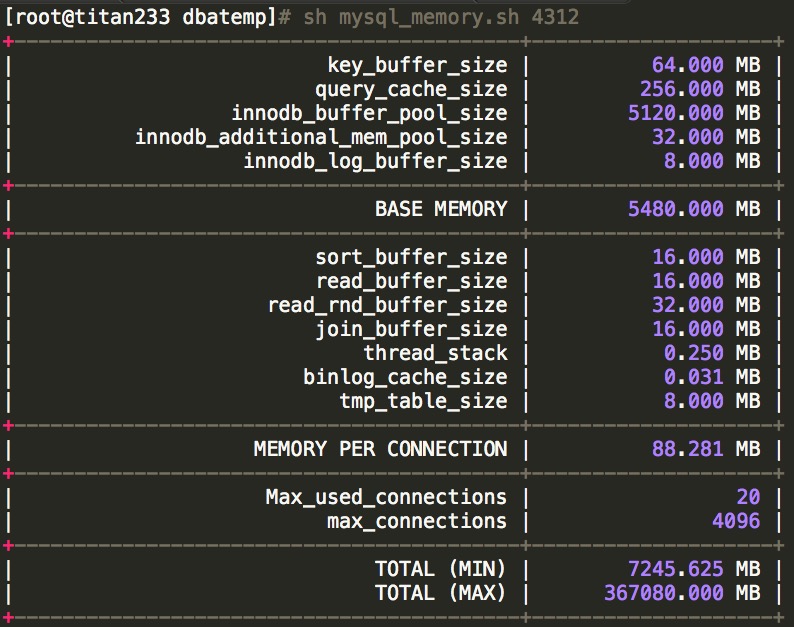 [root@titan233 dbatemp]# sh mysql_memory.sh 4312
+------------------------------------------+--------------------+
| key_buffer_size | 64.000 MB |
| query_cache_size | 256.000 MB |
| innodb_buffer_pool_size | 5120.000 MB |
| innodb_additional_mem_pool_size | 32.000 MB |
| innodb_log_buffer_size | 8.000 MB |
+------------------------------------------+--------------------+
| BASE MEMORY | 5480.000 MB |
+------------------------------------------+--------------------+
| sort_buffer_size | 16.000 MB |
| read_buffer_size | 16.000 MB |
| read_rnd_buffer_size | 32.000 MB |
| join_buffer_size | 16.000 MB |
| thread_stack | 0.250 MB |
| binlog_cache_size | 0.031 MB |
| tmp_table_size | 8.000 MB |
+------------------------------------------+--------------------+
| MEMORY PER CONNECTION | 88.281 MB |
+------------------------------------------+--------------------+
| Max_used_connections | 20 |
| max_connections | 4096 |
+------------------------------------------+--------------------+
| TOTAL (MIN) | 7245.625 MB |
| TOTAL (MAX) | 367080.000 MB |
+------------------------------------------+--------------------+